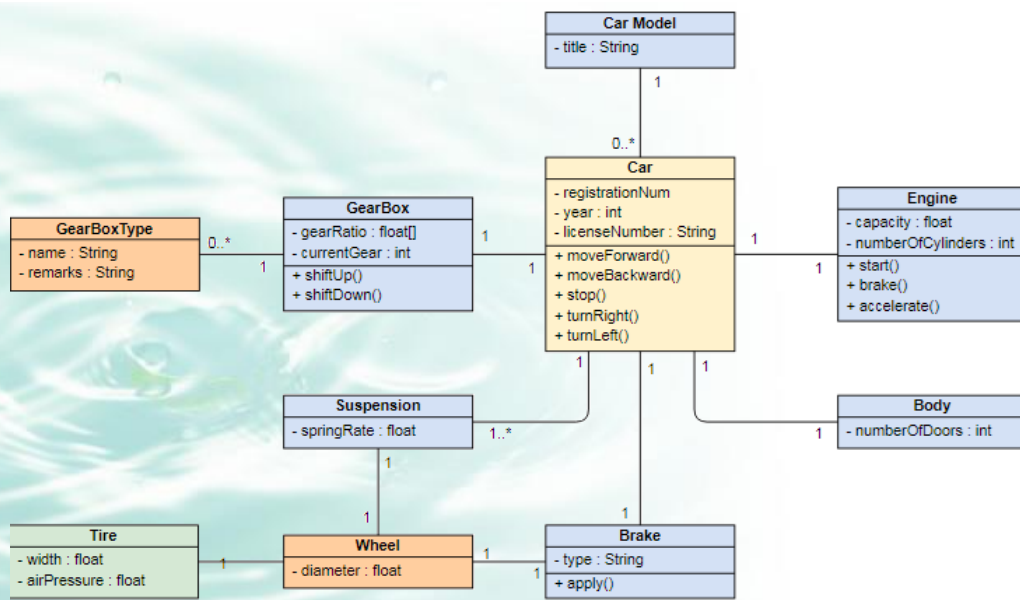 Car Model
- title : String
1
0..*
Car
- registrationNum
- year : int
- licenseNumber : String
+ moveForward()
+ moveBackward()
+ stop()
+ turnRight()
+ turnLeft()
GearBoxType
- name : String
- remarks : String
0..*
1
GearBox
- gearRatio : float[]
- currentGear : int
+ shiftUp()
+ shiftDown()
1
1
1
1
Engine
- capacity : float
- numberOfCylinders : int
+ start()
+ brake()
+ accelerate()
1
1
1
Suspension
- springRate : float
1..*
1
Body
- numberOfDoors : int
1
1
1
Tire
- width : float
- airPressure : float
1
Wheel
- diameter : float
1
1
Brake
- type : String
+ apply()